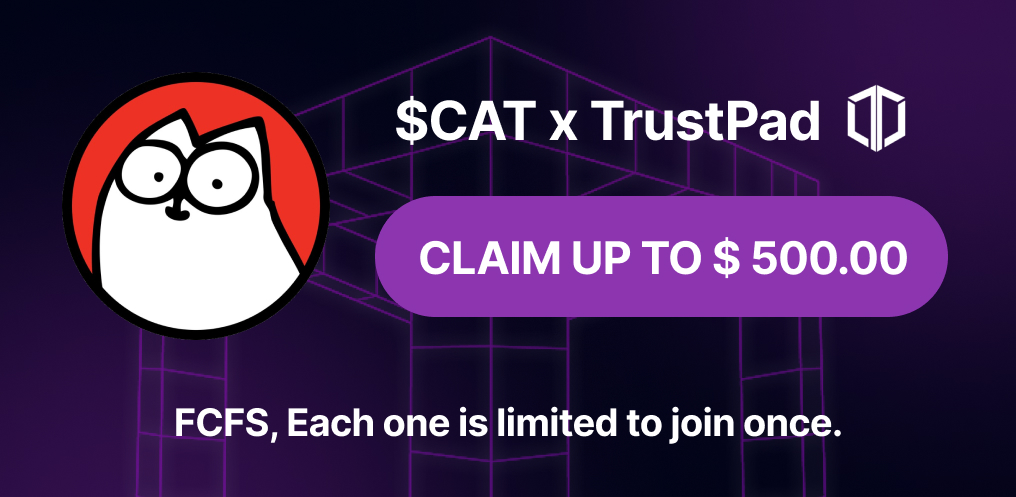 $CAT x TrustPad
CLAIM UP TO $ 500.00
FCFS, Each one is limited to join once.